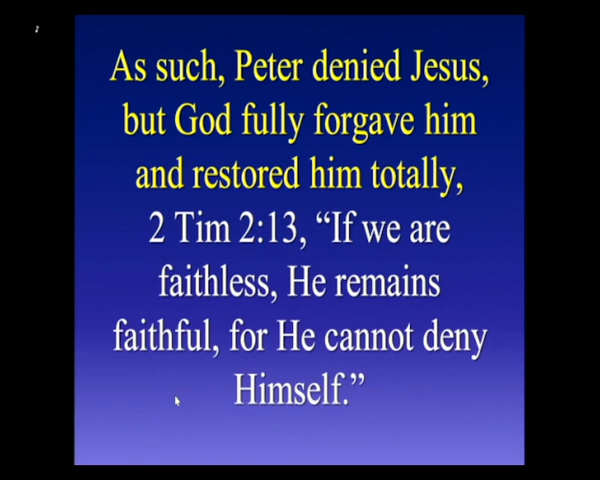 As such, Peter denied Jesus,
but God fully forgave him
and restored him totally,
2 Tim 2:13, “If we are
faithless, He remains
faithful, for He cannot deny
Himself.”